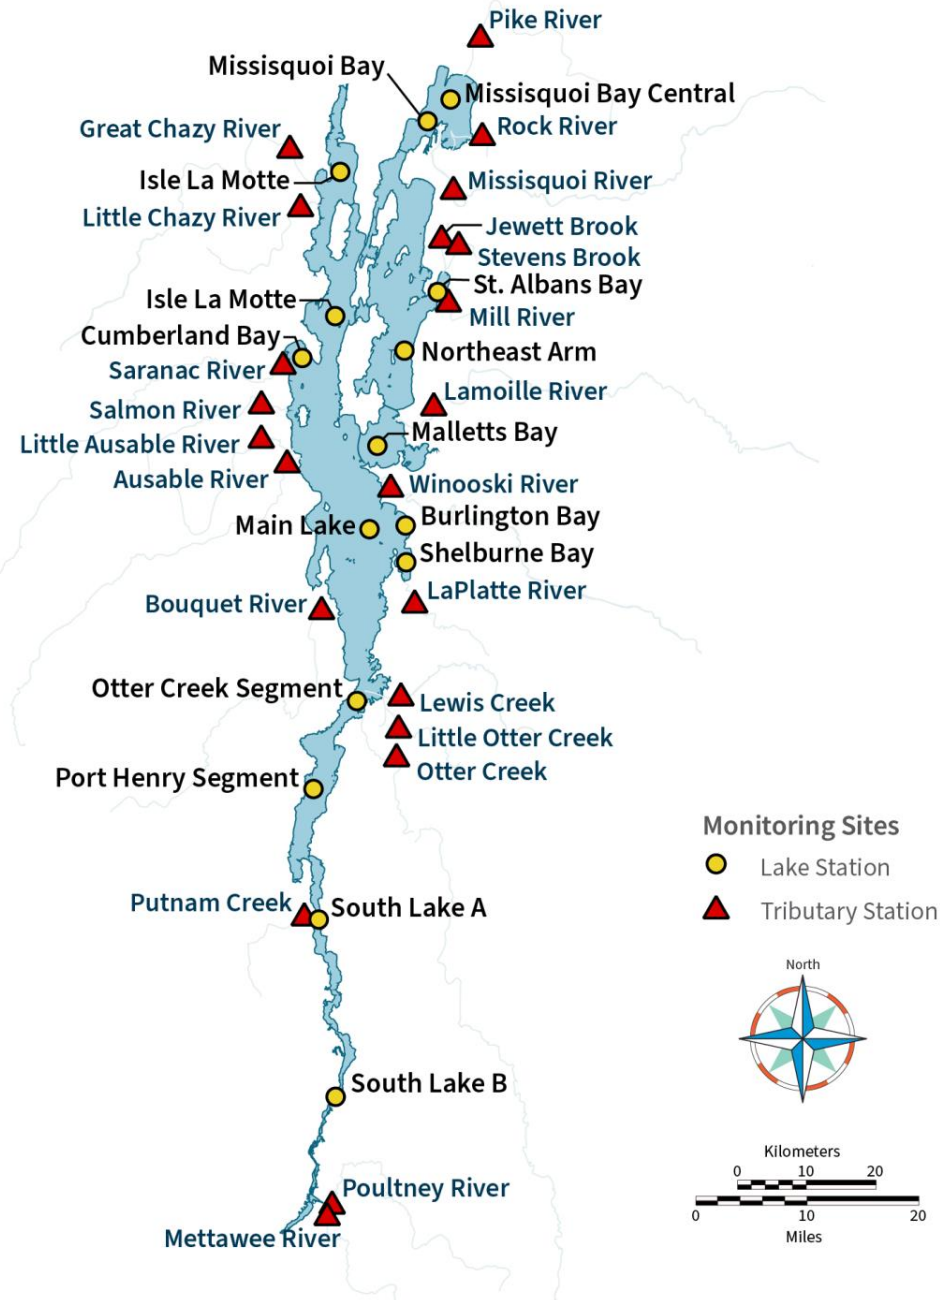 Pike River
Missisquoi Bay
Missisquoi Bay Central
Great Chazy River
Rock River
Isle La Motte
Missisquoi River
Little Chazy River
Jewett Brook
Stevens Brook
St. Albans Bay
Isle La Motte
Mill River
Cumberland Bay
Northeast Arm
Saranac River
Lamoille River
Salmon River
Malletts Bay
Little Ausable River
Ausable River
Winooski River
Main Lake
Burlington Bay
Shelburne Bay
LaPlatte River
Bouquet River
Otter Creek Segment
Lewis Creek
Little Otter Creek
Otter Creek
Port Henry Segment
Monitoring Sites
Lake Station
Tributary Station
Putnam Creek
South Lake A
North
South Lake B
Kilometers
0 10 20
0 10 20
Miles
Poultney River
Mettawee River